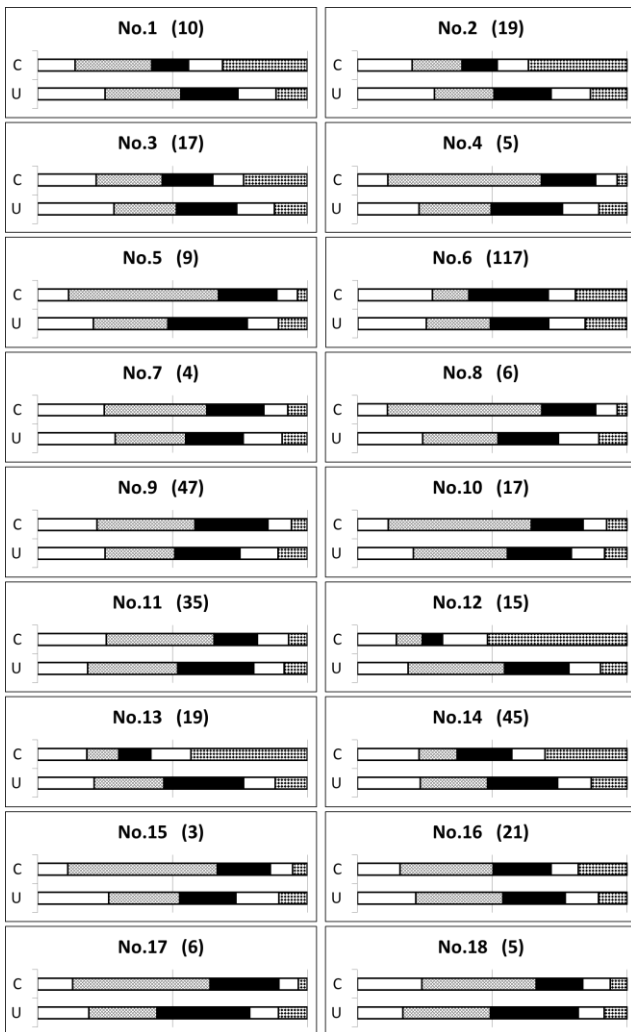 No.1 (10)
C
U
No.2 (19)
No.3 (17)
C
U
No.4 (5)
No.5 (9)
C
U
No.6 (117)
No.7 (4)
C
U
No.8 (6)
No.9 (47)
C
U
No.10 (17)
No.11 (35)
C
U
No.12 (15)
No.13 (19)
C
U
No.14 (45)
No.15 (3)
C
U
No.16 (21)
No.17 (6)
C
U
No.18 (5)